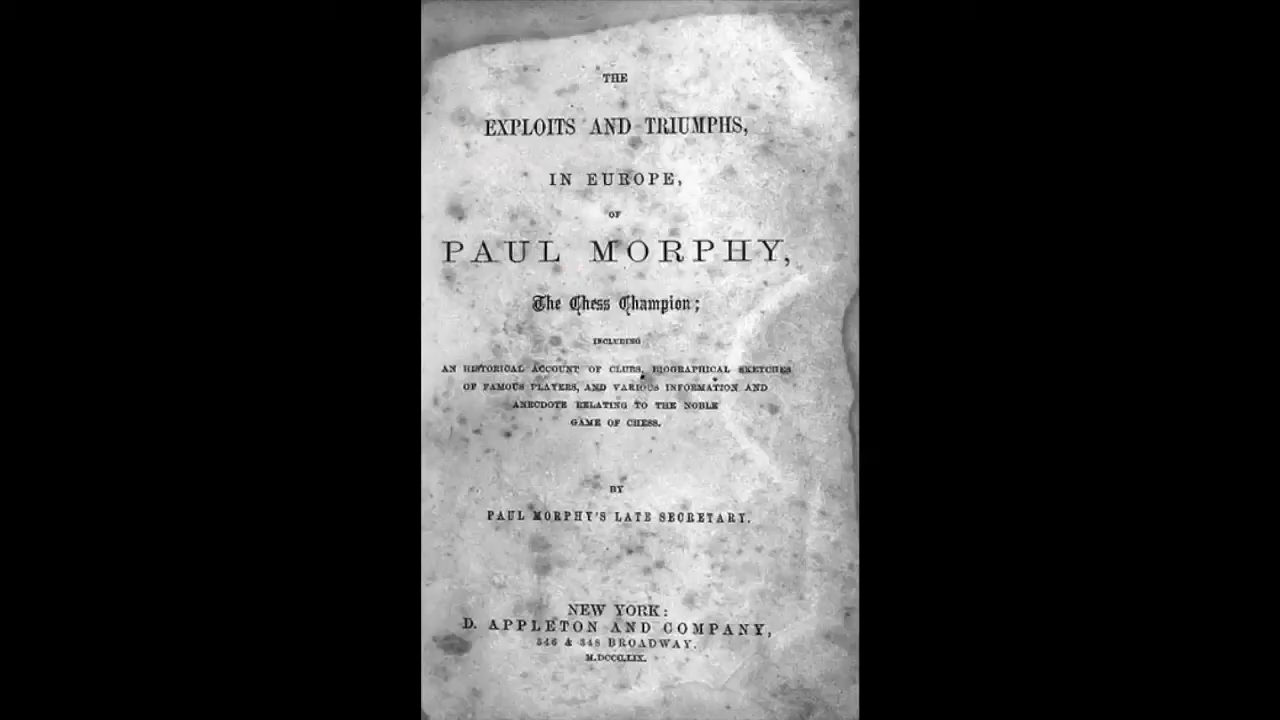 THE
EXPLOITS AND TRIUMPHS,
IN EUROPE,
OF
PAUL MORPHY,
The Chess Champion;
INCLUDING
AN HISTORICAL ACCOUNT OF CLUBS, BIOGRAPHICAL SKETCHES
OF FAMOUS PLAYERS, AND VARIOUS INFORMATION AND
ANECDOTE RELATING TO THE NOBLE
GAME OF CHESS.
BY
PAUL MORPHY'S LATE SECRETARY.
NEW YORK:
D. APPLETON AND COMPANY,
346 & 348 BROADWAY.
M.DCCC.LIX.